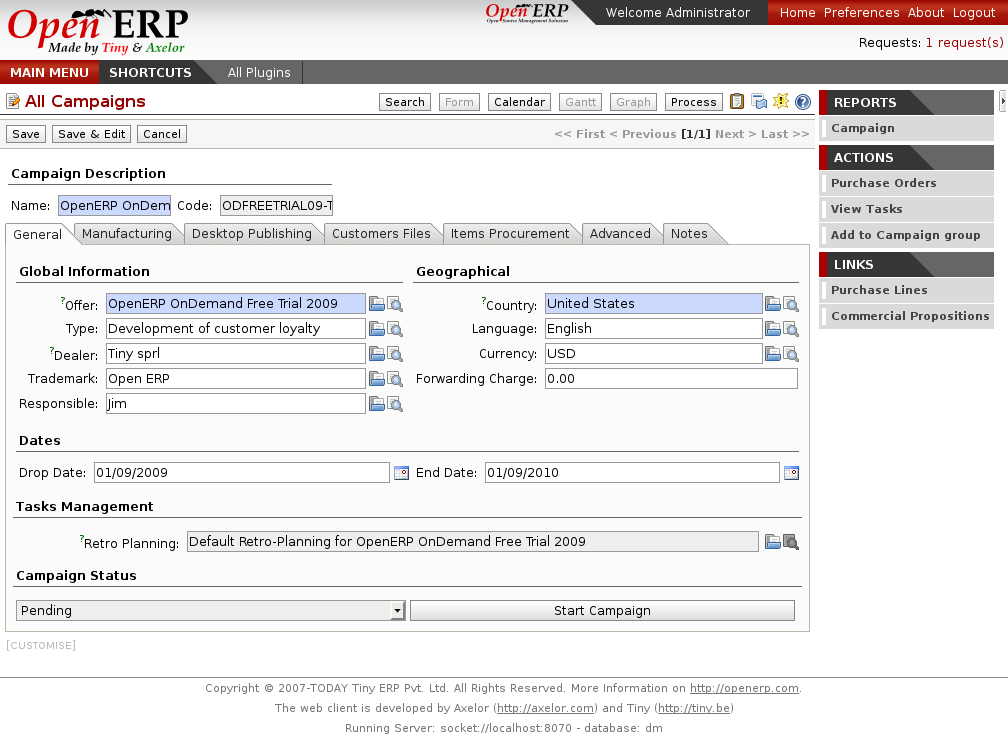 Open ERP
Made by Tiny & Axelor
Open ERP
Open Source Management Solution
Welcome Administrator
Home Preferences About Logout
Requests: 1 request(s)
MAIN MENU SHORTCUTS All Plugins
All Campaigns
Search Form Calendar Gantt Graph Process
Save Save & Edit Cancel
<< First < Previous [1/1] Next > Last >>
Campaign Description
Name: OpenERP OnDem Code: ODFREETRIAL09-T
General Manufacturing Desktop Publishing Customers Files Items Procurement Advanced Notes
Global Information
? Offer: OpenERP OnDemand Free Trial 2009
Type: Development of customer loyalty
? Dealer: Tiny sprl
Trademark: Open ERP
Responsible: Jim
Geographical
? Country: United States
Language: English
Currency: USD
Forwarding Charge: 0.00
Dates
Drop Date: 01/09/2009 End Date: 01/09/2010
Tasks Management
? Retro Planning: Default Retro-Planning for OpenERP OnDemand Free Trial 2009
Campaign Status
Pending Start Campaign
[CUSTOMISE]
REPORTS
Campaign
ACTIONS
Purchase Orders
View Tasks
Add to Campaign group
LINKS
Purchase Lines
Commercial Propositions
Copyright © 2007-TODAY Tiny ERP Pvt. Ltd. All Rights Reserved. More Information on http://openerp.com.
The web client is developed by Axelor (http://axelor.com) and Tiny (http://tiny.be)
Running Server: socket://localhost:8070 - database: dm